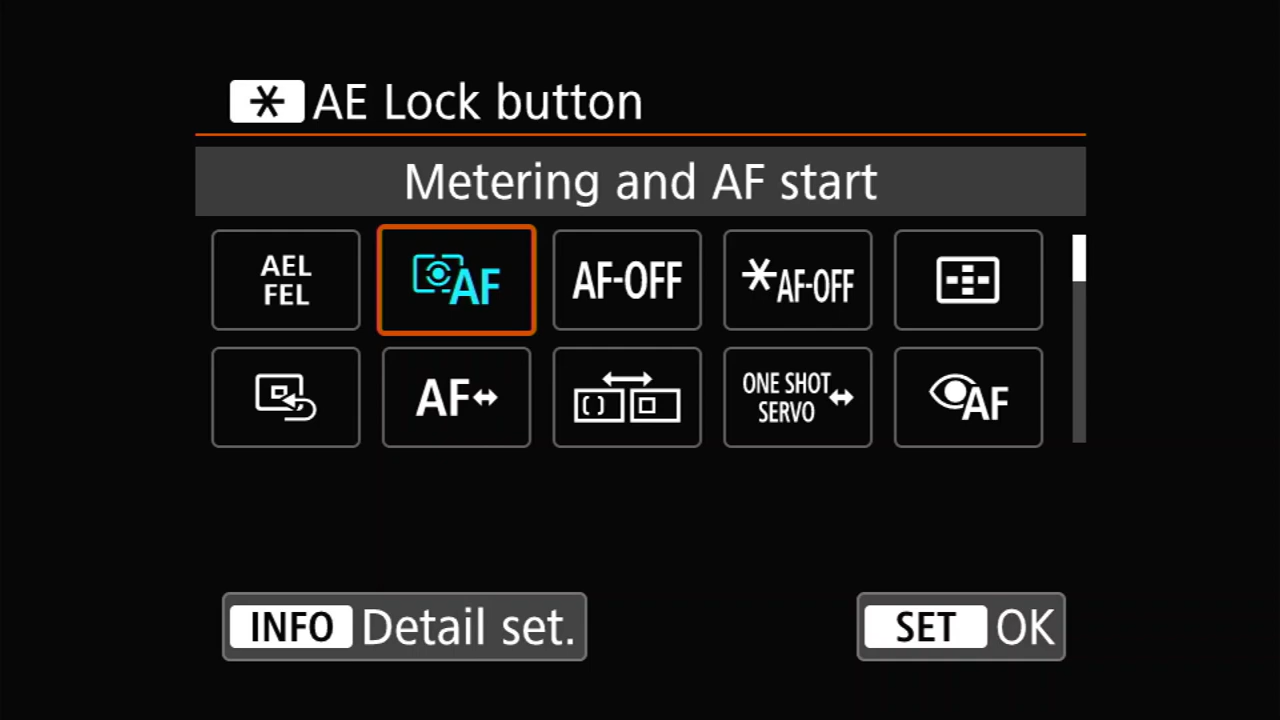 * AE Lock button
Metering and AF start
AEL
FEL
AF
AF-OFF
*AF-OFF
AF↔
ONE SHOT
SERVO ↔
AF
INFO Detail set.
SET OK